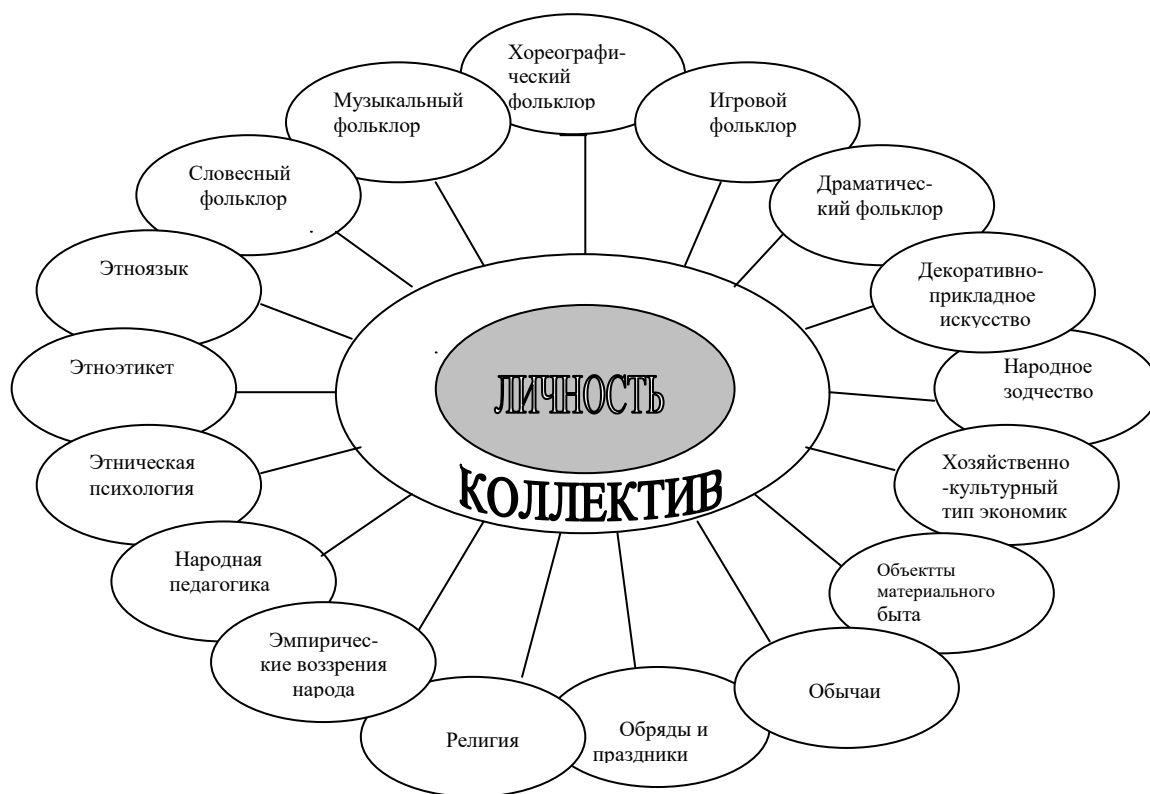 Хореографи-
ческий
фольклор
Музыкальный
фольклор
Игровой
фольклор
Словесный
фольклор
Драматичес-
кий фольклор
Этноязык
Декоративно-
прикладное
искусство
Этноэтикет
Народное
зодчество
ЛИЧНОСТЬ
Этническая
психология
Хозяйственно
-культурный
тип экономик
КОЛЛЕКТИВ
Народная
педагогика
Объектты
материального
быта
Эмпиричес-
кие воззрения
народа
Обычаи
Религия
Обряды и
праздники